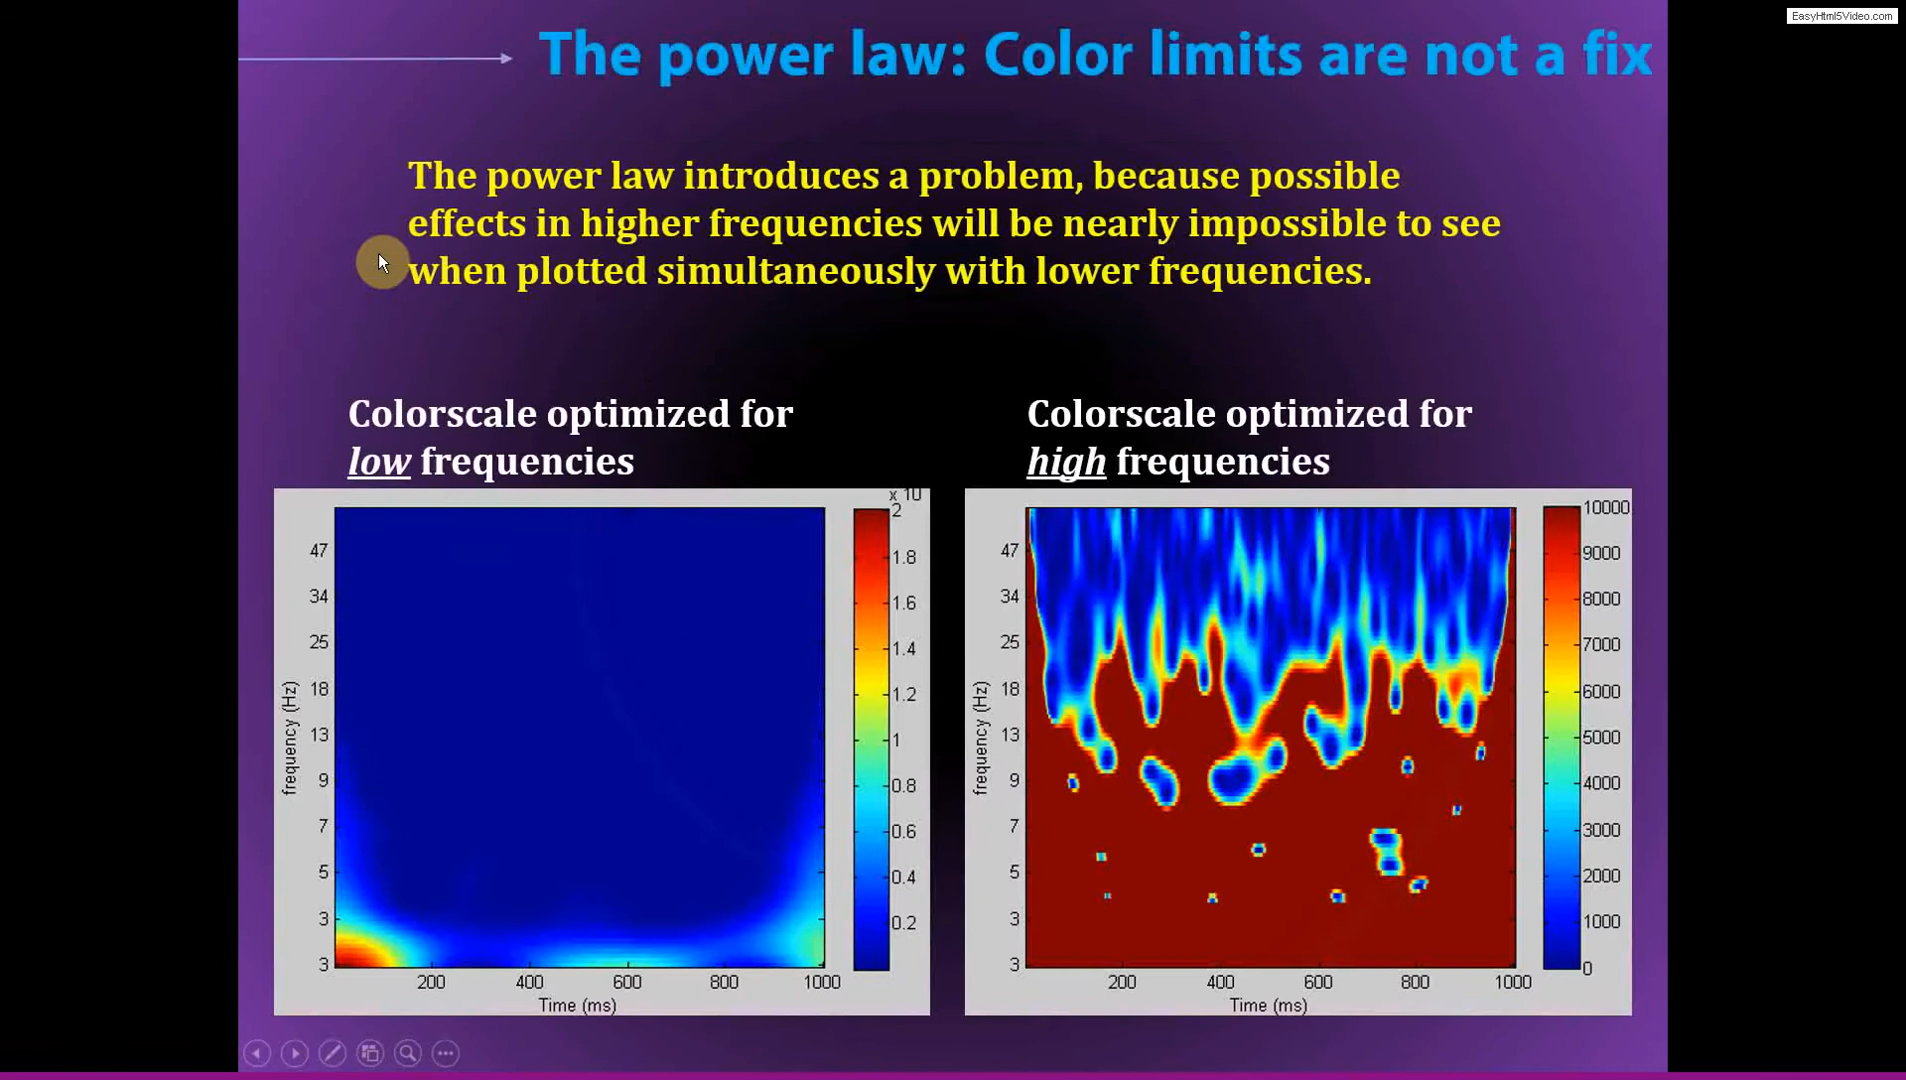 EasyHtml5Video.com
The power law: Color limits are not a fix
The power law introduces a problem, because possible
effects in higher frequencies will be nearly impossible to see
when plotted simultaneously with lower frequencies.
Colorscale optimized for
low frequencies
x 10
2
1.8
1.6
1.4
1.2
1
0.8
0.6
0.4
0.2
47
34
25
18
13
9
7
5
3
3
frequency (Hz)
200 400 600 800 1000
Time (ms)
Colorscale optimized for
high frequencies
10000
9000
8000
7000
6000
5000
4000
3000
2000
1000
0
47
34
25
18
13
9
7
5
3
3
frequency (Hz)
200 400 600 800 1000
Time (ms)